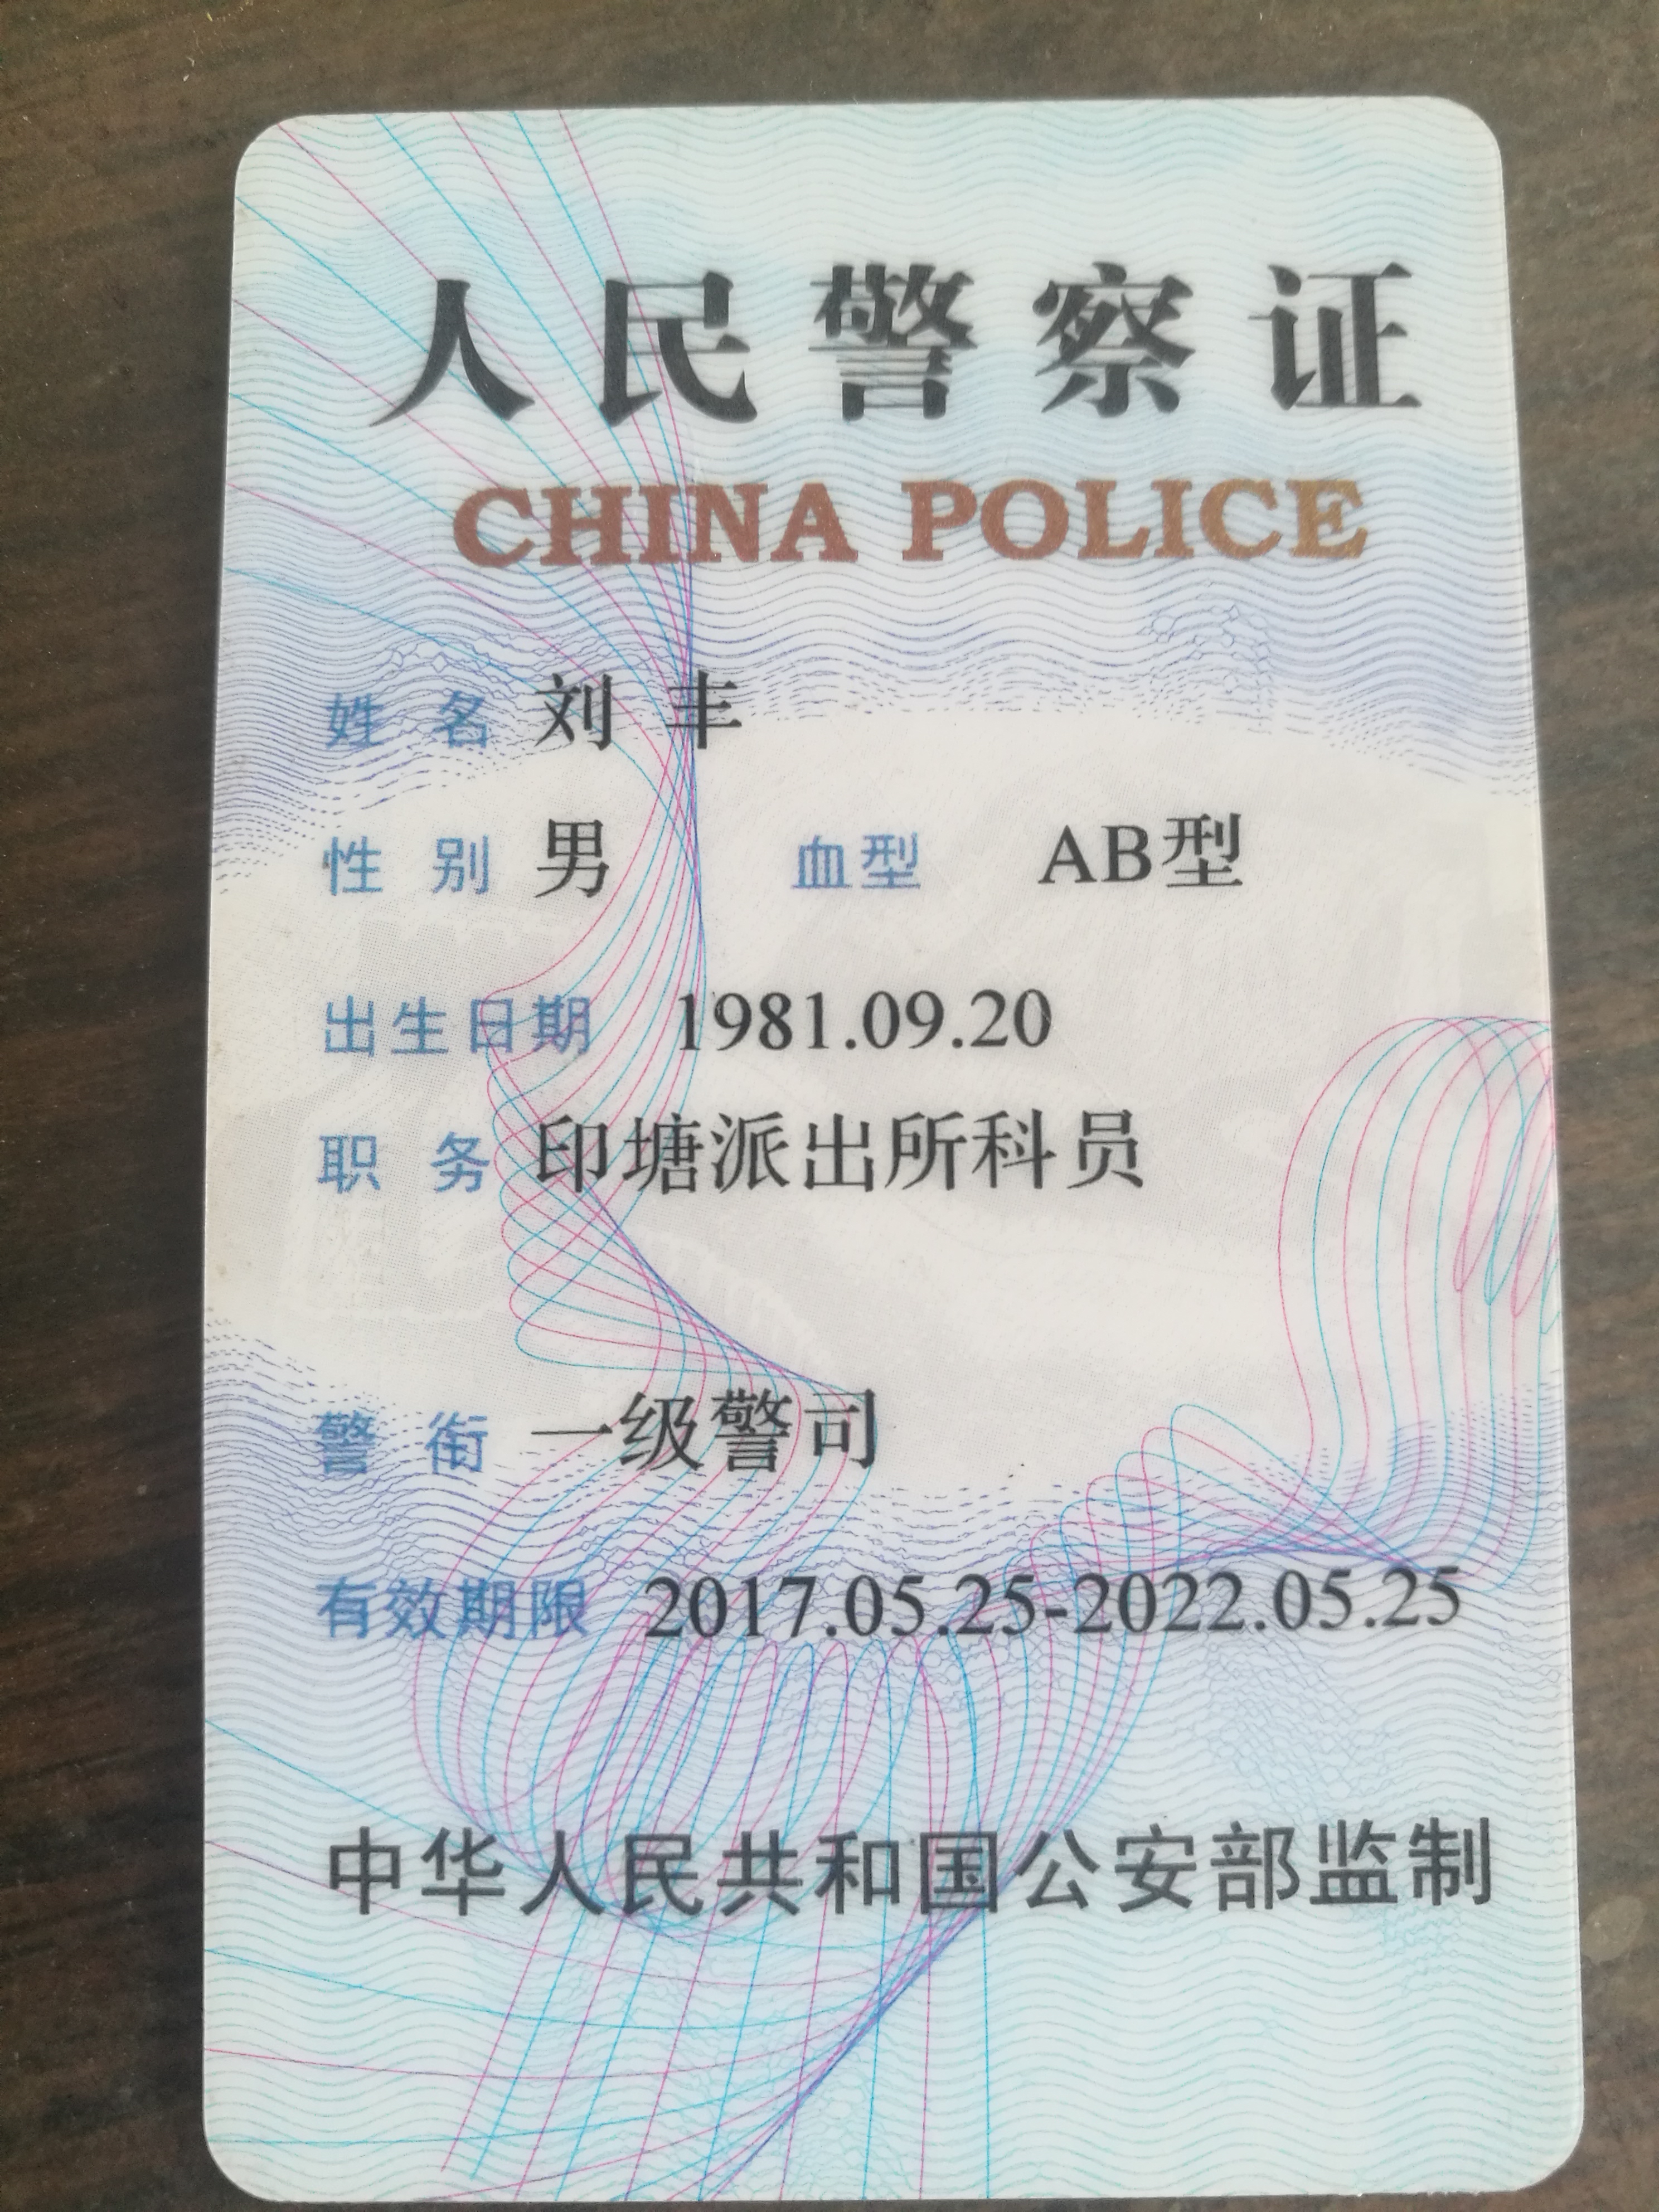 人民警察证
CHINA POLICE
姓 名 刘 丰
性 别 男 血型 AB型
出生日期 1981.09.20
职 务 印塘派出所科员
警 衔 一级警司
有效期限 2017.05.25-2022.05.25
中华人民共和国公安部监制